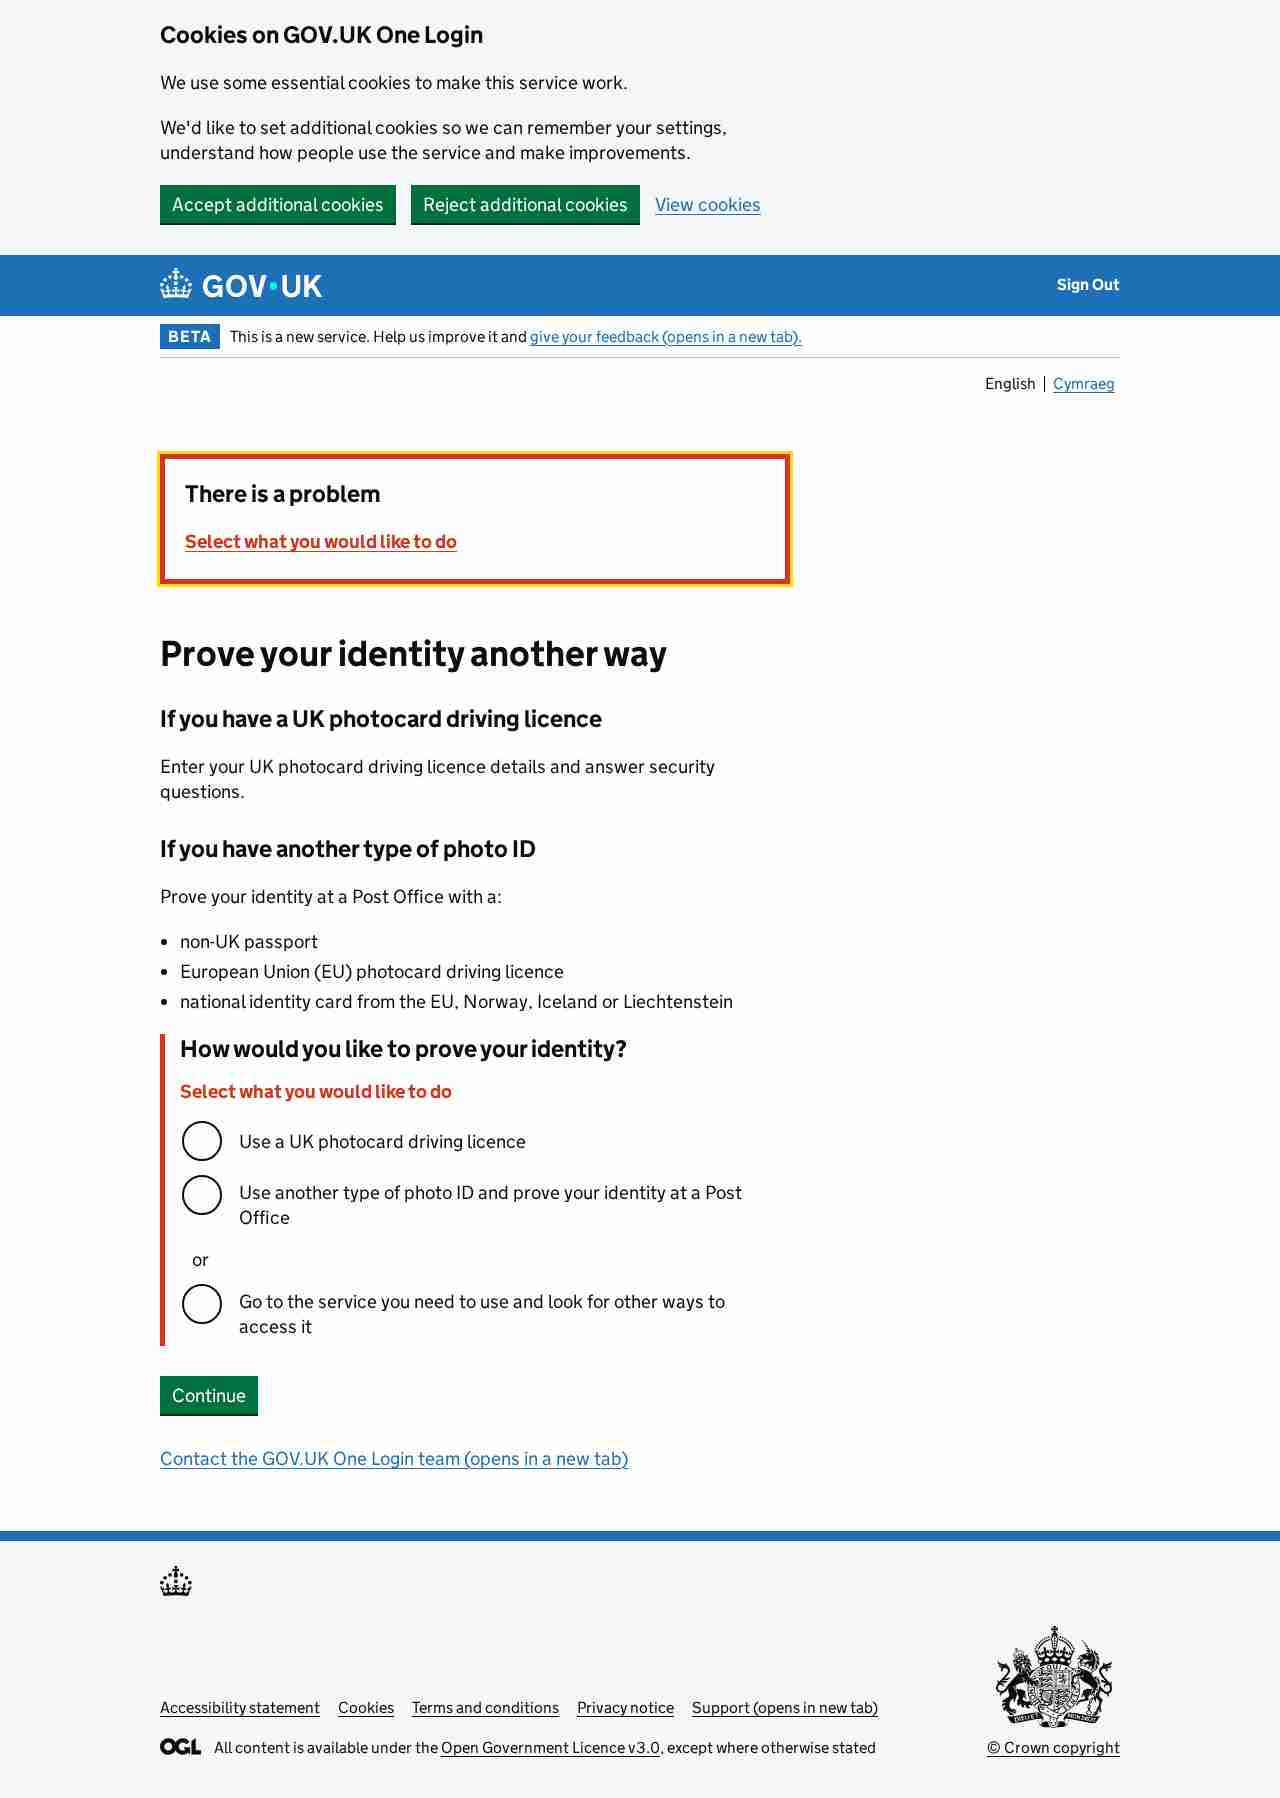 Cookies on GOV.UK One Login
We use some essential cookies to make this service work.
We'd like to set additional cookies so we can remember your settings,
understand how people use the service and make improvements.
Accept additional cookies Reject additional cookies View cookies
GOV·UK Sign Out
BETA This is a new service. Help us improve it and give your feedback (opens in a new tab).
English Cymraeg
There is a problem
Select what you would like to do
Prove your identity another way
If you have a UK photocard driving licence
Enter your UK photocard driving licence details and answer security
questions.
If you have another type of photo ID
Prove your identity at a Post Office with a:
• non-UK passport
• European Union (EU) photocard driving licence
• national identity card from the EU, Norway, Iceland or Liechtenstein
How would you like to prove your identity?
Select what you would like to do
Use a UK photocard driving licence
Use another type of photo ID and prove your identity at a Post
Office
or
Go to the service you need to use and look for other ways to
access it
Continue
Contact the GOV.UK One Login team (opens in a new tab)
Accessibility statement Cookies Terms and conditions Privacy notice Support (opens in new tab)
OGL All content is available under the Open Government Licence v3.0, except where otherwise stated
© Crown copyright